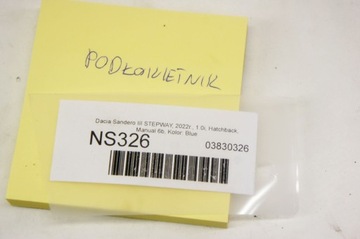 PODŁOKIETNIK
Dacia Sandero III STEPWAY, 2022r., 1.0i, Hatchback,
Manual 6b, Kolor: Blue
NS326 03830326